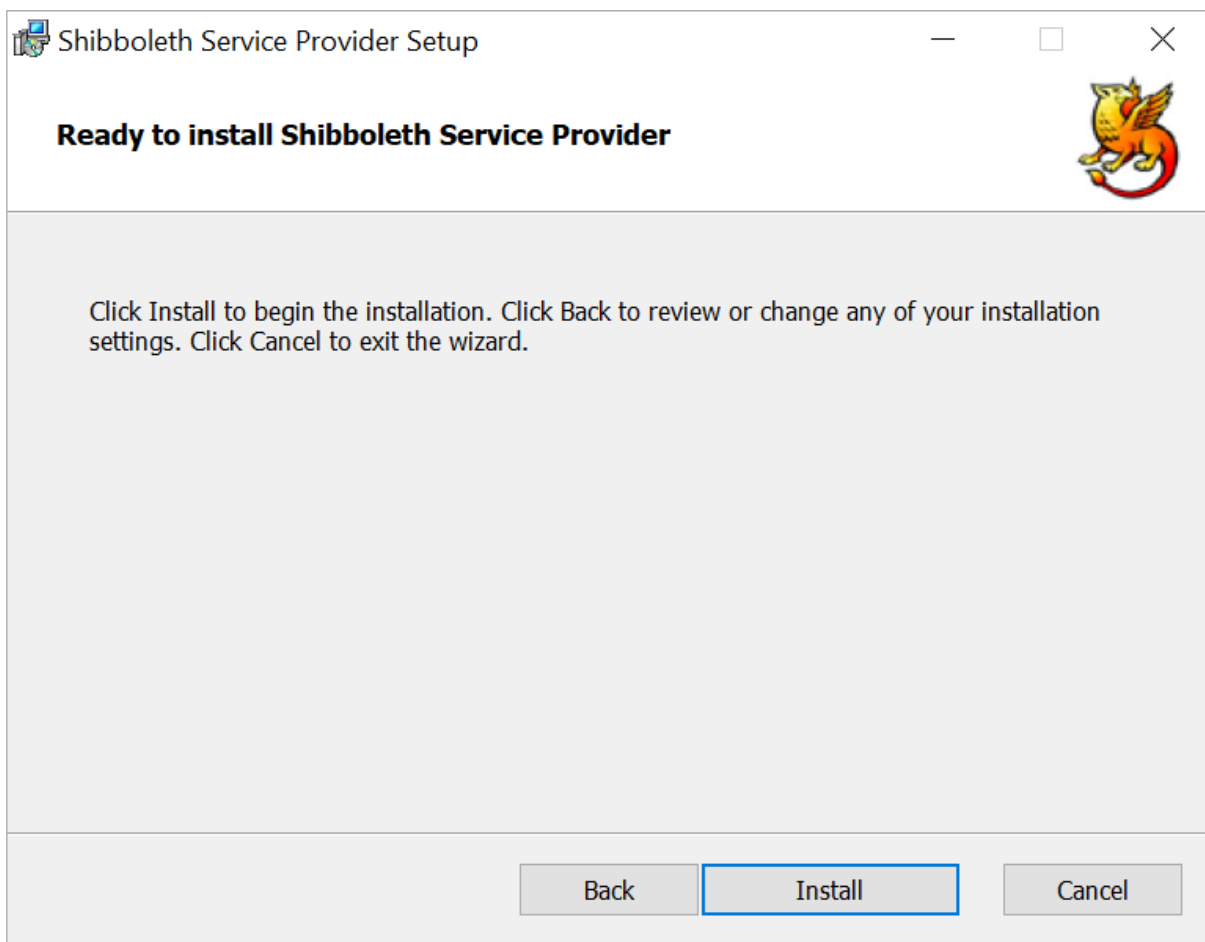 Shibboleth Service Provider Setup
Ready to install Shibboleth Service Provider
Click Install to begin the installation. Click Back to review or change any of your installation
settings. Click Cancel to exit the wizard.
Back Install Cancel